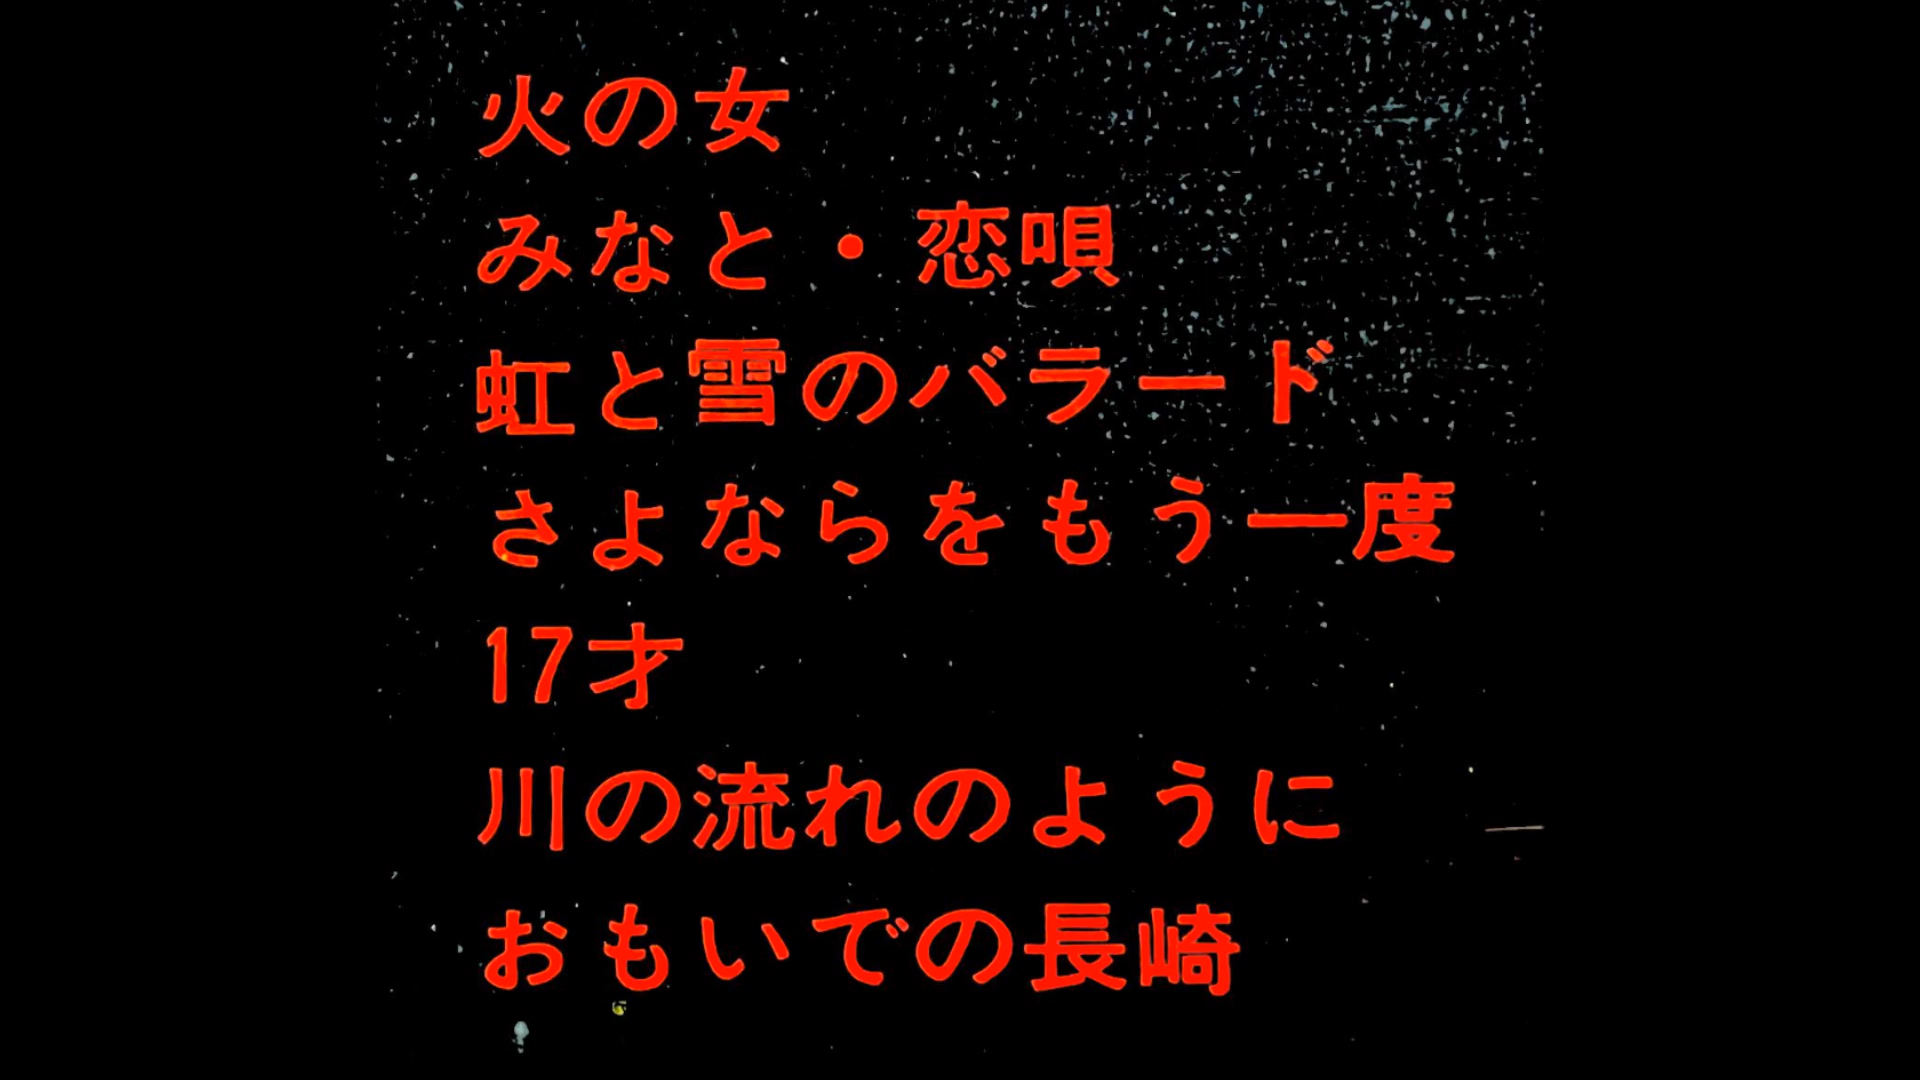 火の女
みなと・恋唄
虹と雪のバラード
さよならをもう一度
17才
川の流れのように
おもいでの長崎